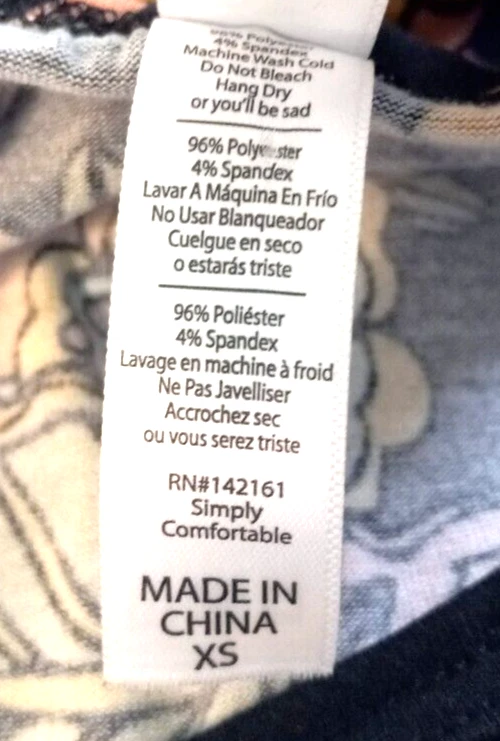 96% Polyester
4% Spandex
Machine Wash Cold
Do Not Bleach
Hang Dry
or you'll be sad
96% Polyester
4% Spandex
Lavar A Máquina En Frío
No Usar Blanqueador
Cuelgue en seco
o estarás triste
96% Poliéster
4% Spandex
Lavage en machine à froid
Ne Pas Javelliser
Accrochez sec
ou vous serez triste
RN#142161
Simply
Comfortable
MADE IN
CHINA
XS